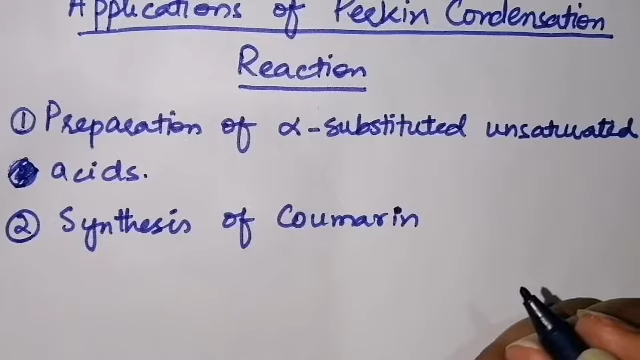 Applications of Perkin Condensation
Reaction
① Preparation of α-substituted unsaturated
acids.
② Synthesis of Coumarin